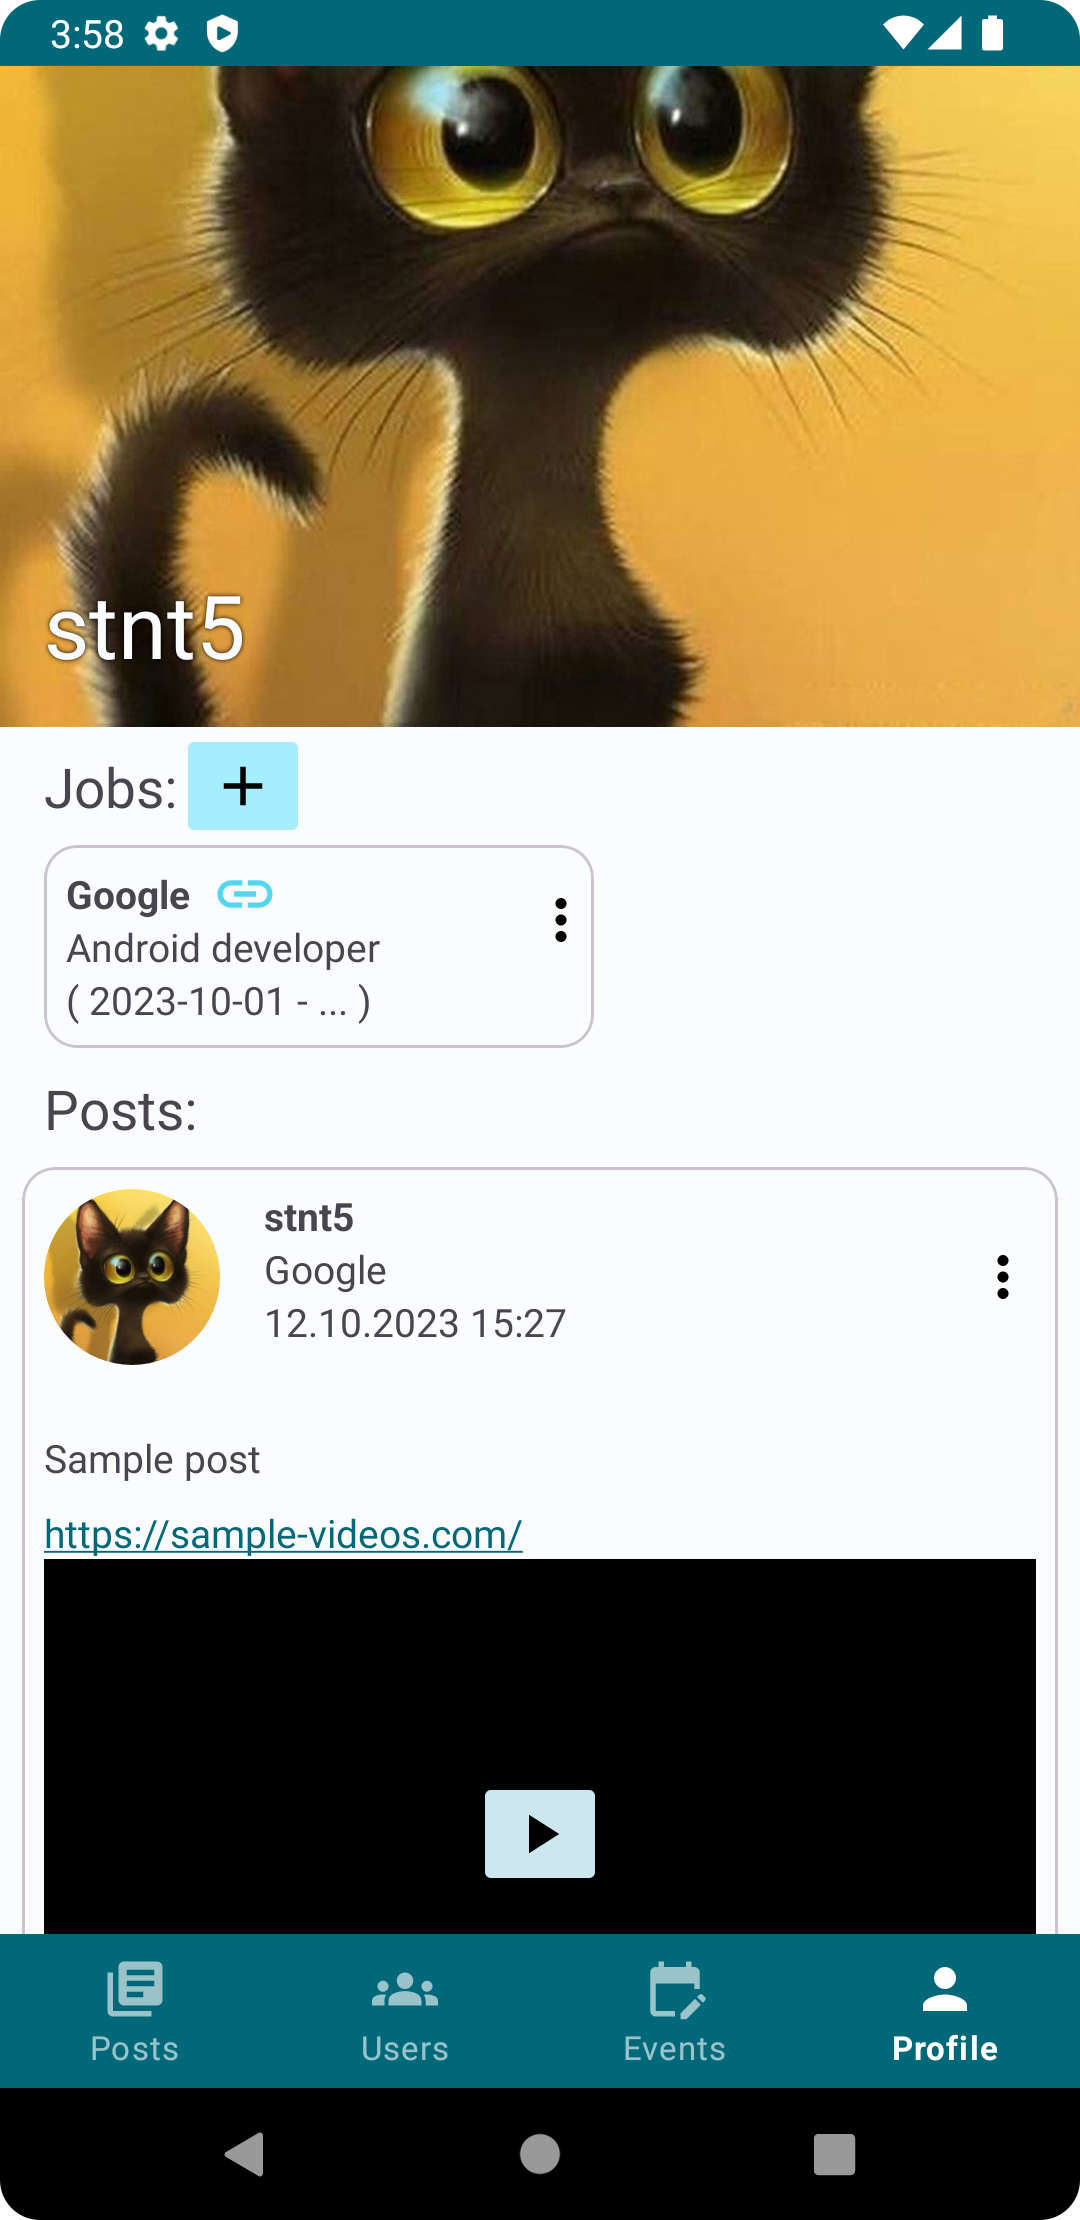 3:58
stnt5
Jobs:
Google
Android developer
( 2023-10-01 - ... )
Posts:
stnt5
Google
12.10.2023 15:27
Sample post
https://sample-videos.com/
Posts
Users
Events
Profile